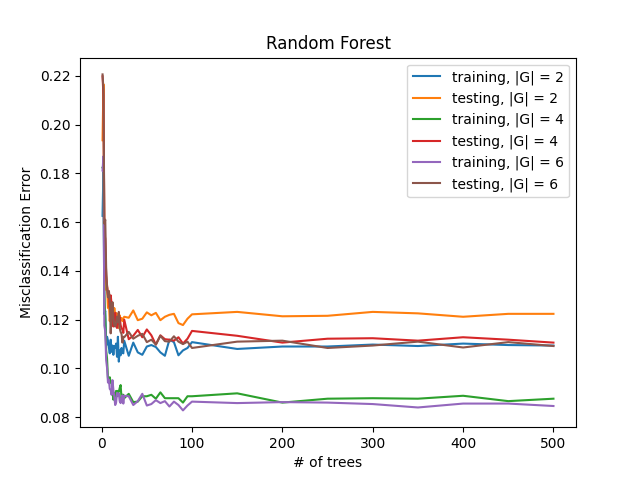 Random Forest
Misclassification Error
0.22
0.20
0.18
0.16
0.14
0.12
0.10
0.08
training, |G| = 2
testing, |G| = 2
training, |G| = 4
testing, |G| = 4
training, |G| = 6
testing, |G| = 6
0 100 200 300 400 500
# of trees